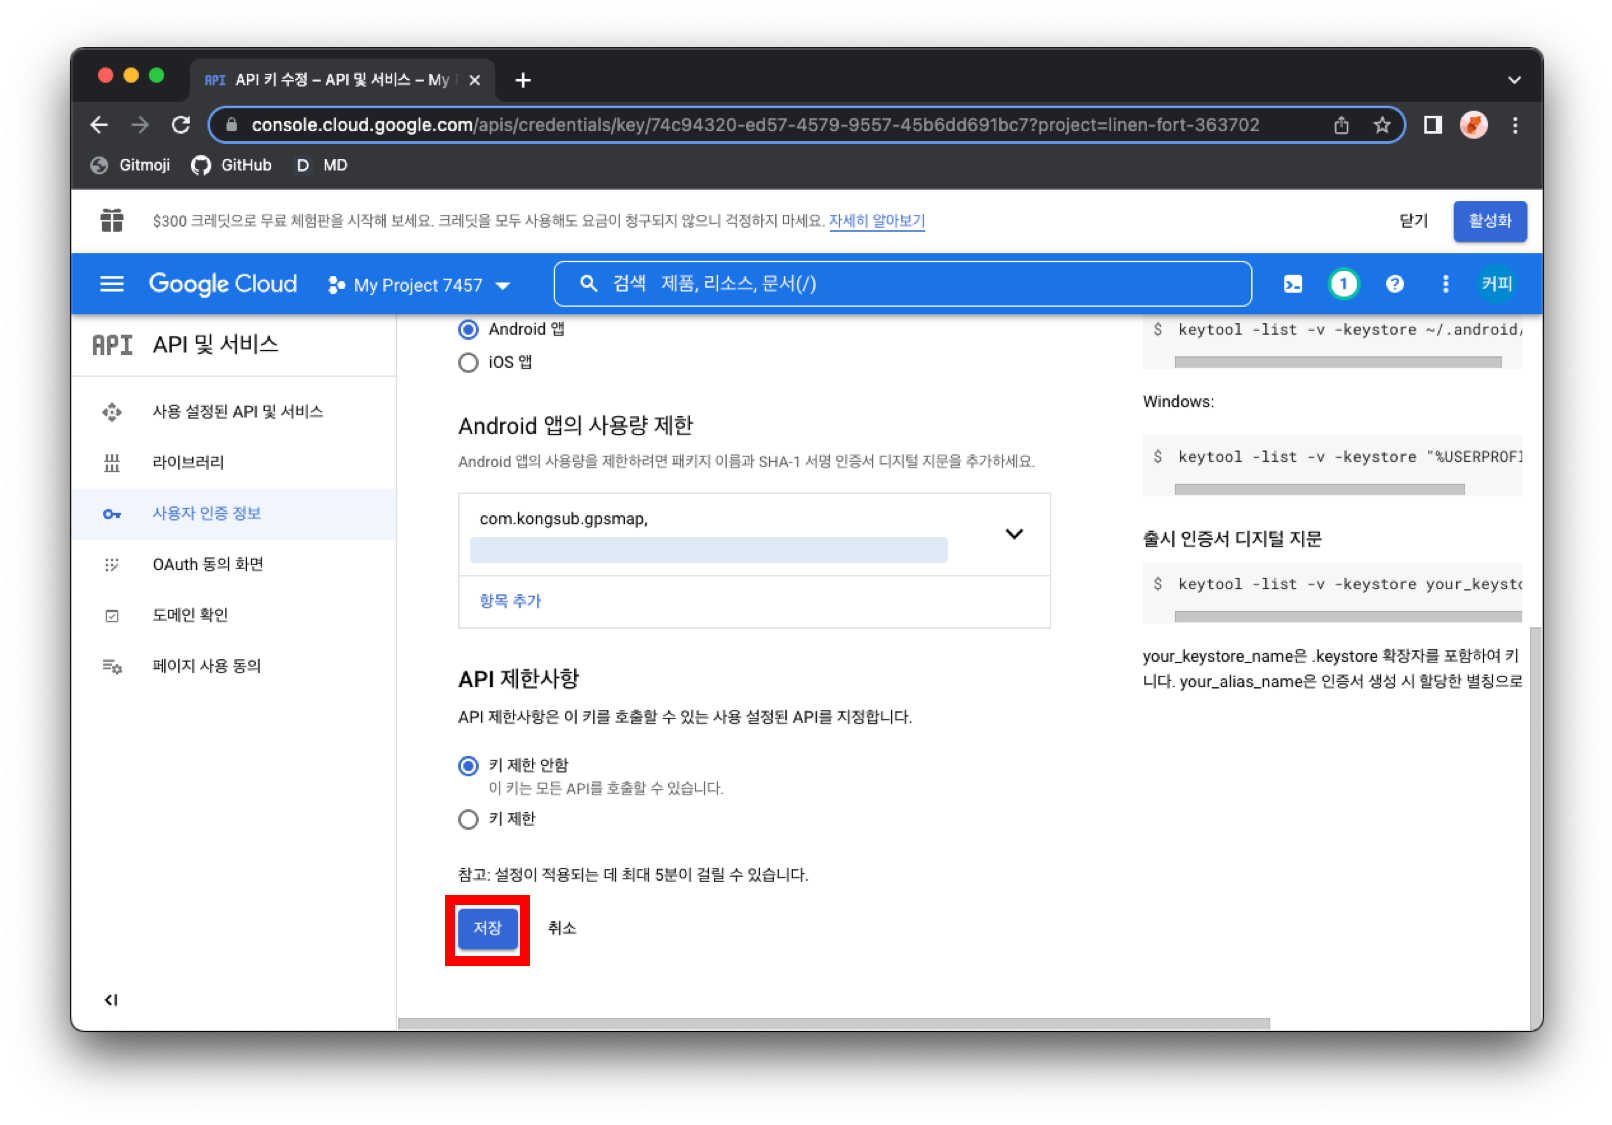 API API 키 수정 – API 및 서비스 – My
console.cloud.google.com/apis/credentials/key/74c94320-ed57-4579-9557-45b6dd691bc7?project=linen-fort-363702
Gitmoji GitHub D MD
$300 크레딧으로 무료 체험판을 시작해 보세요. 크레딧을 모두 사용해도 요금이 청구되지 않으니 걱정하지 마세요. 자세히 알아보기 닫기 활성화
Google Cloud My Project 7457 검색 제품, 리소스, 문서(/) 1 ? 커피
API API 및 서비스
사용 설정된 API 및 서비스
라이브러리
사용자 인증 정보
OAuth 동의 화면
도메인 확인
페이지 사용 동의
Android 앱
iOS 앱
Android 앱의 사용량 제한
Android 앱의 사용량을 제한하려면 패키지 이름과 SHA-1 서명 인증서 디지털 지문을 추가하세요.
com.kongsub.gpsmap,
항목 추가
API 제한사항
API 제한사항은 이 키를 호출할 수 있는 사용 설정된 API를 지정합니다.
키 제한 안함
이 키는 모든 API를 호출할 수 있습니다.
키 제한
참고: 설정이 적용되는 데 최대 5분이 걸릴 수 있습니다.
저장 취소
$ keytool -list -v -keystore ~/.android/
Windows:
$ keytool -list -v -keystore "%USERPROFI
출시 인증서 디지털 지문
$ keytool -list -v -keystore your_keysto
your_keystore_name은 .keystore 확장자를 포함하여 키
니다. your_alias_name은 인증서 생성 시 할당한 별칭으로